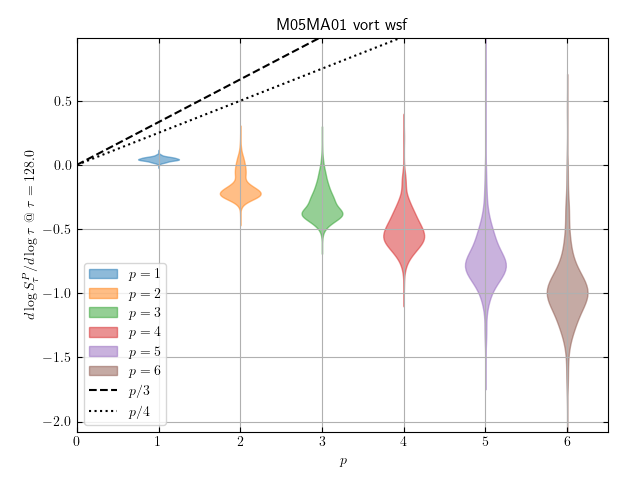 M05MA01 vort wsf
d log S_τ^P / d log τ @ τ = 128.0
0.5
0.0
−0.5
−1.0
−1.5
−2.0
p = 1
p = 2
p = 3
p = 4
p = 5
p = 6
p/3
p/4
0 1 2 3 4 5 6
p